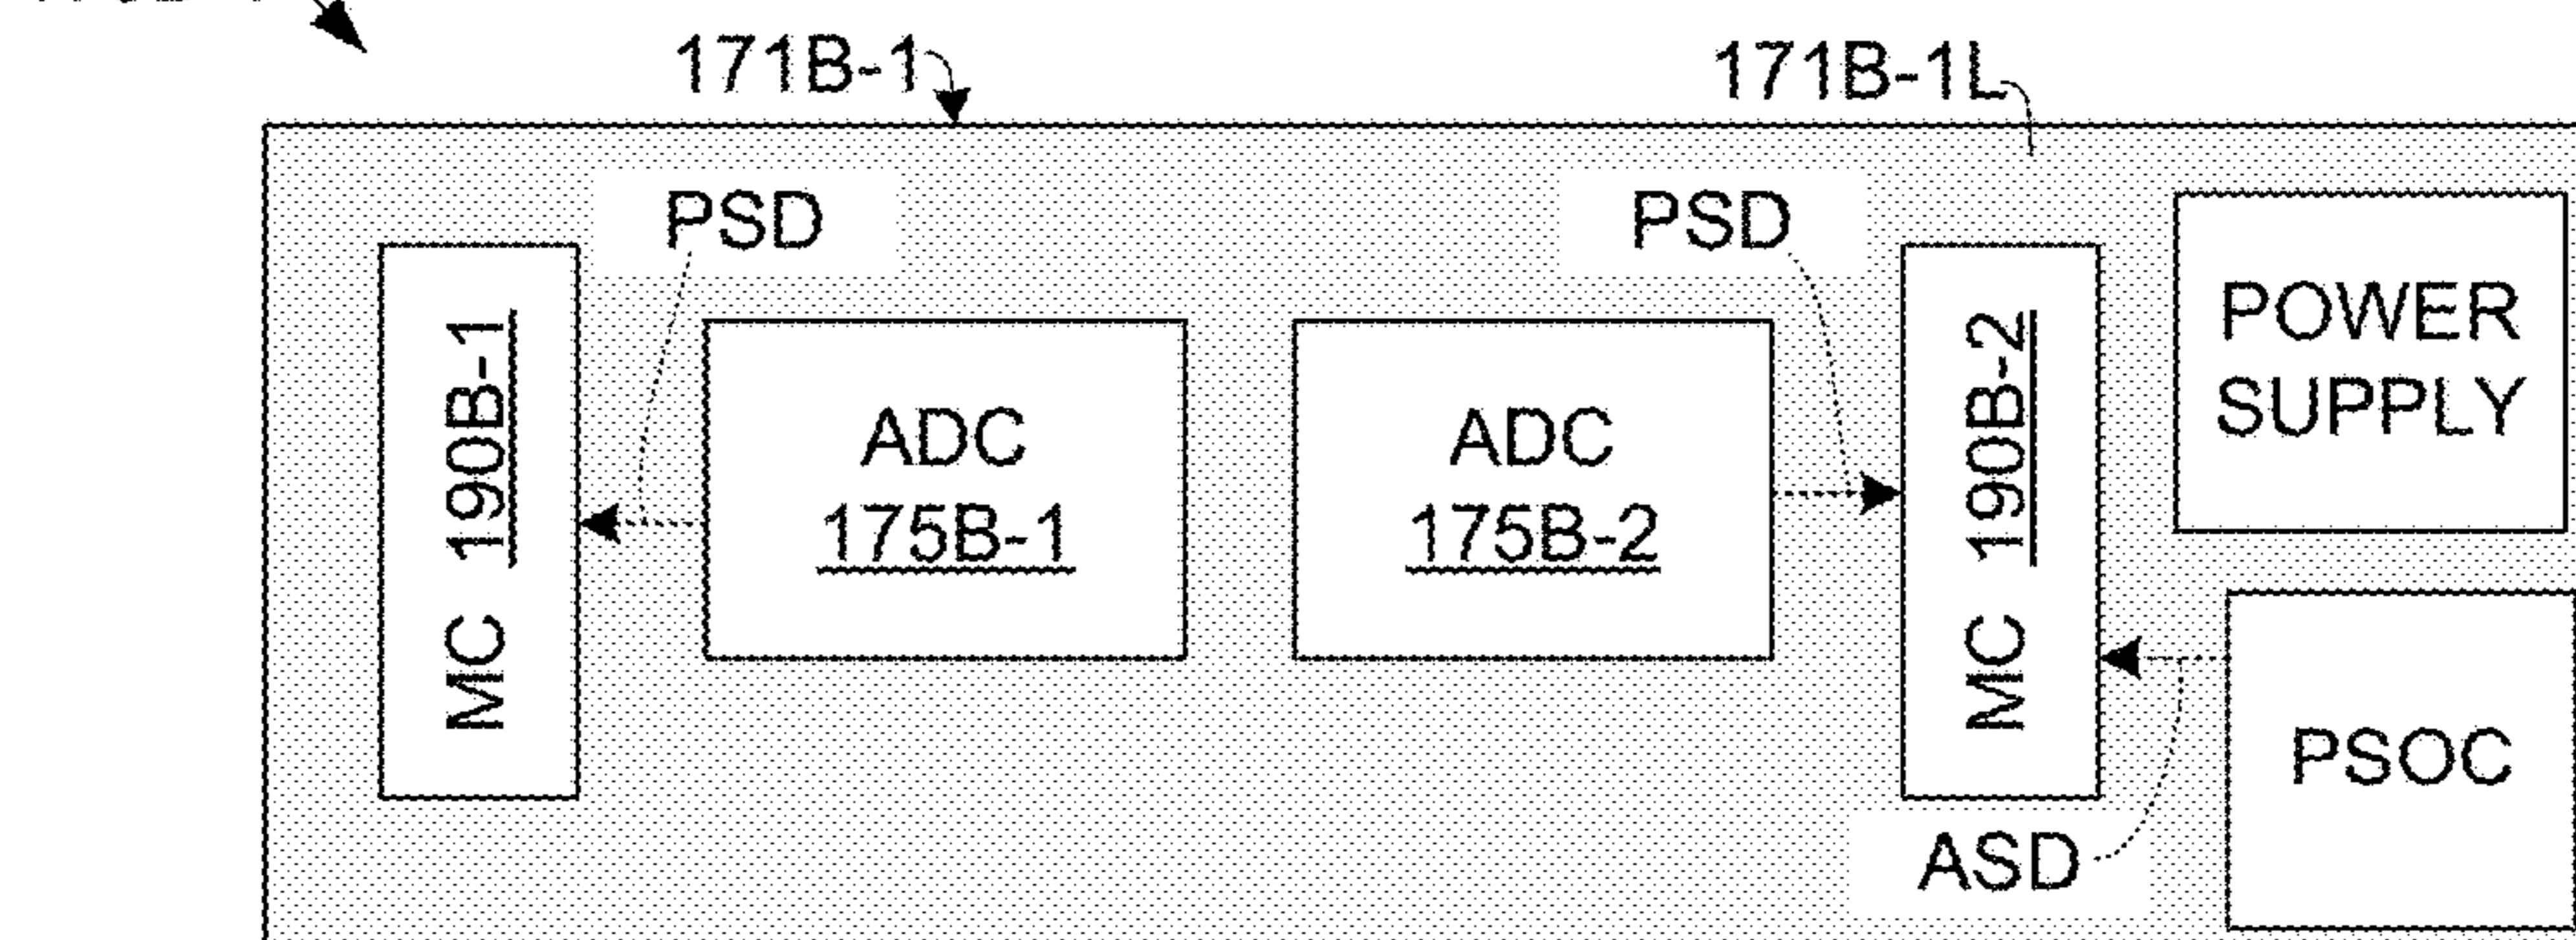 171B-1
171B-1L
PSD
PSD
MC 190B-1
ADC
175B-1
ADC
175B-2
MC 190B-2
POWER
SUPPLY
PSOC
ASD